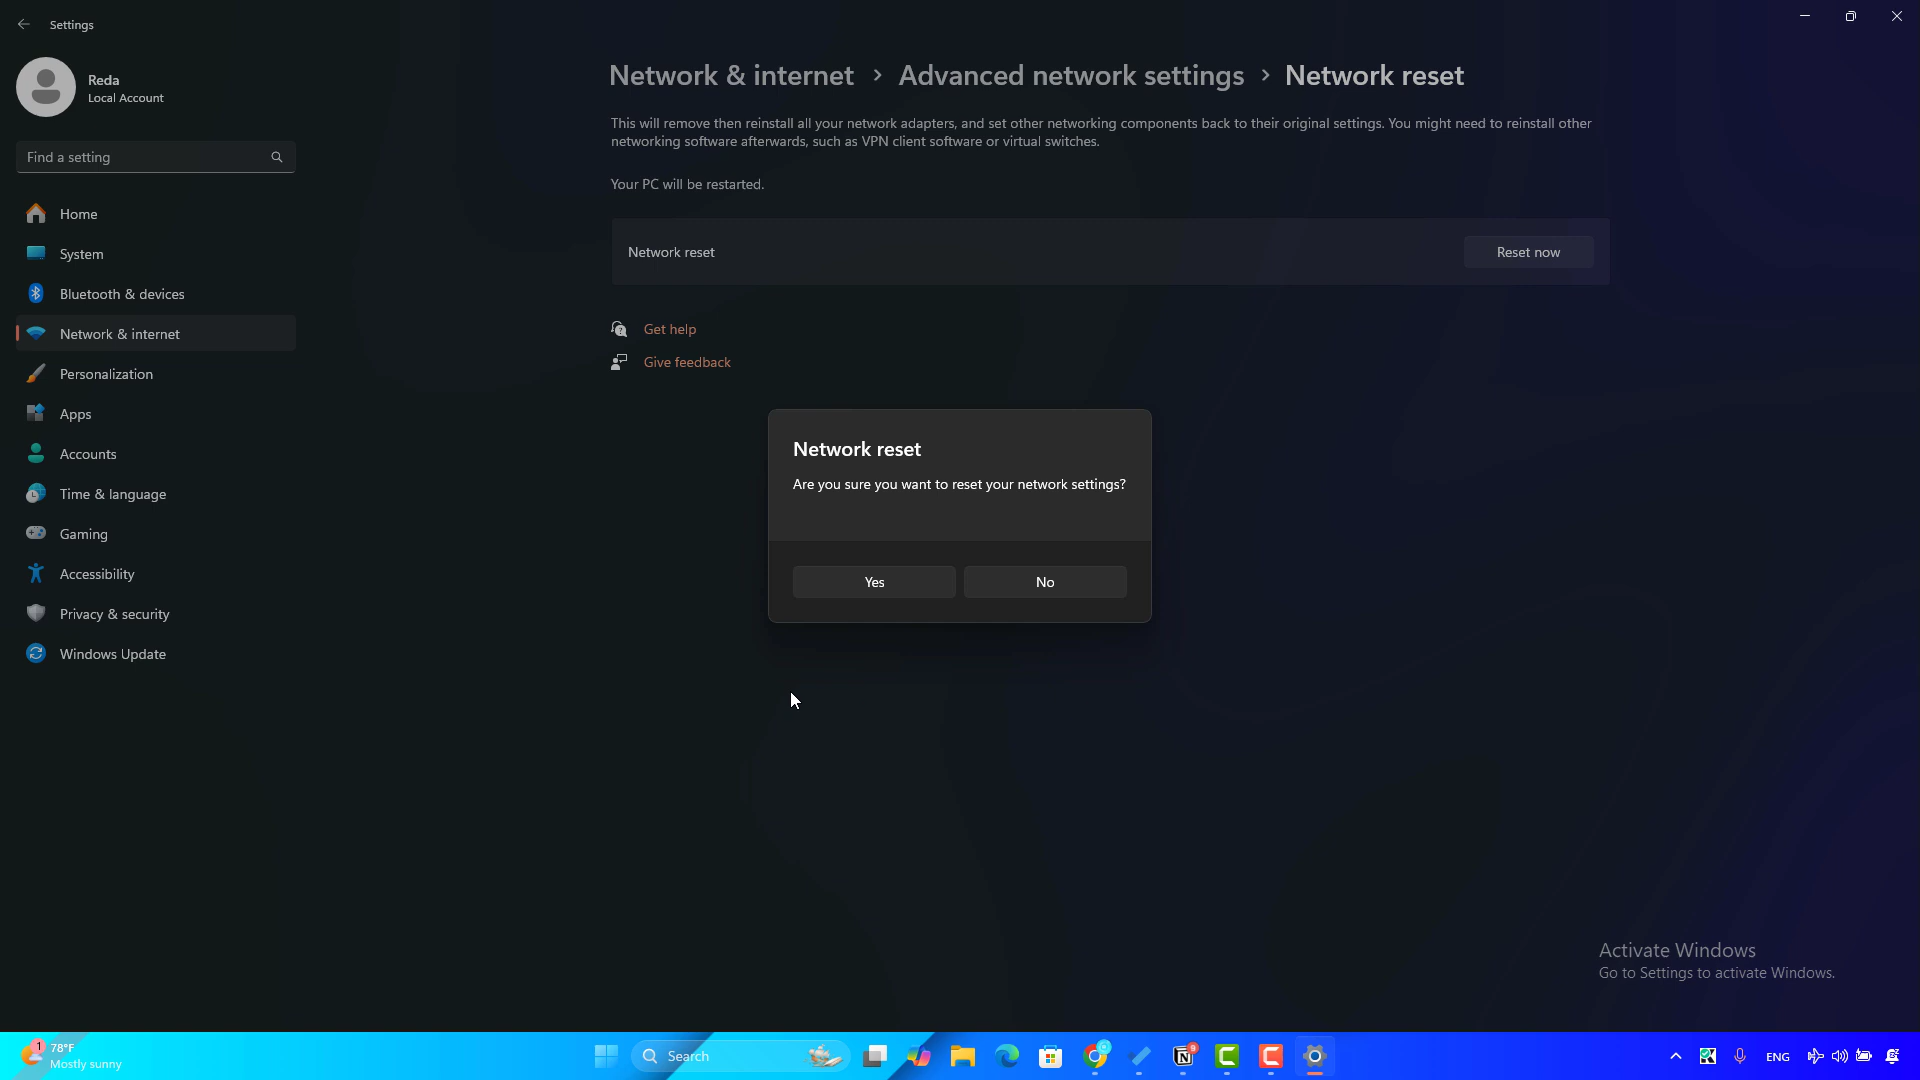 Settings
Reda
Local Account
Find a setting
Home
System
Bluetooth & devices
Network & internet
Personalization
Apps
Accounts
Time & language
Gaming
Accessibility
Privacy & security
Windows Update
Network & internet > Advanced network settings > Network reset
This will remove then reinstall all your network adapters, and set other networking components back to their original settings. You might need to reinstall other
networking software afterwards, such as VPN client software or virtual switches.
Your PC will be restarted.
Network reset
Reset now
Get help
Give feedback
Network reset
Are you sure you want to reset your network settings?
Yes
No
Activate Windows
Go to Settings to activate Windows.
1
78°F
Mostly sunny
Search
9
ENG